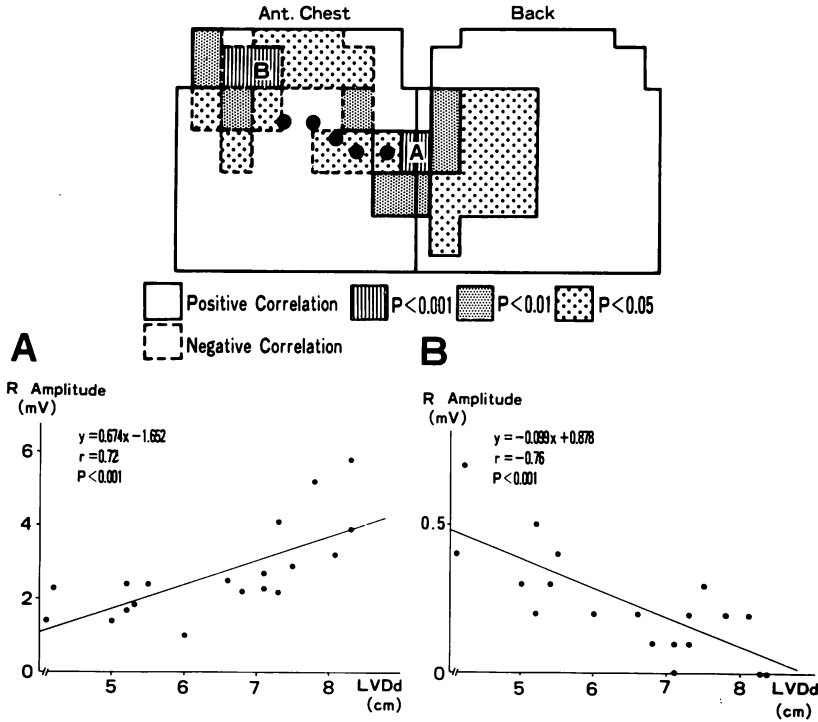 Ant. Chest Back
B
A
Positive Correlation P<0.001 P<0.01 P<0.05
Negative Correlation
A
R Amplitude
(mV)
y=0.674x-1.652
r=0.72
P<0.001
6
4
2
0
5 6 7 8 LVDd
(cm)
B
R Amplitude
(mV)
y=-0.099x+0.878
r=-0.76
P<0.001
0.5
0
5 6 7 8 LVDd
(cm)